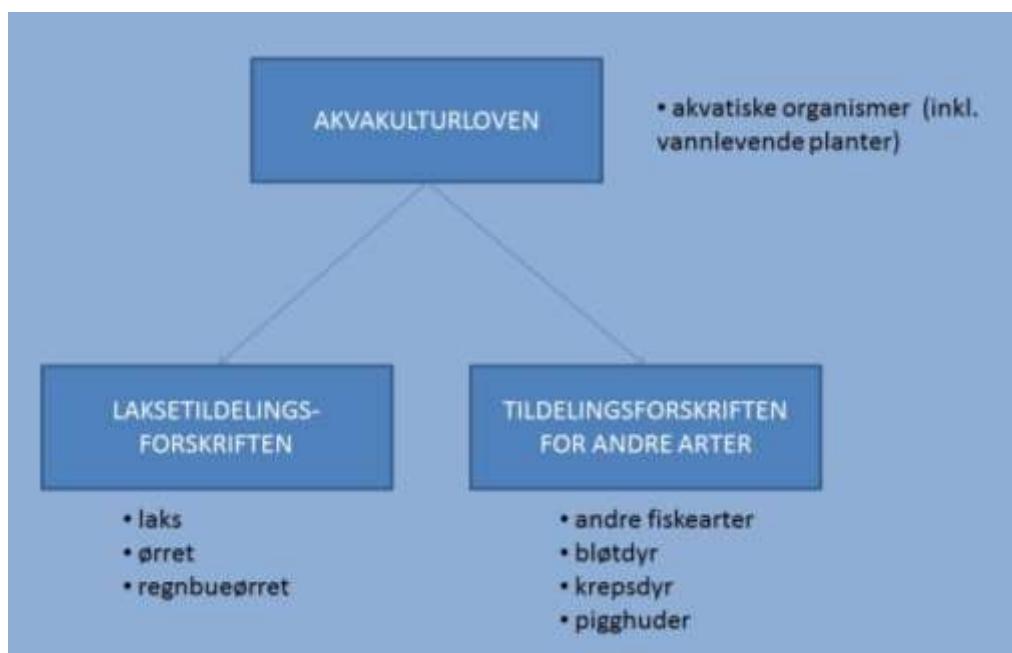 AKVAKULTURLOVEN
• akvatiske organismer (inkl.
vannlevende planter)
LAKSETILDELINGS-
FORSKRIFTEN
• laks
• ørret
• regnbueørret
TILDELINGSFORSKRIFTEN
FOR ANDRE ARTER
• andre fiskearter
• bløtdyr
• krepsdyr
• pigghuder